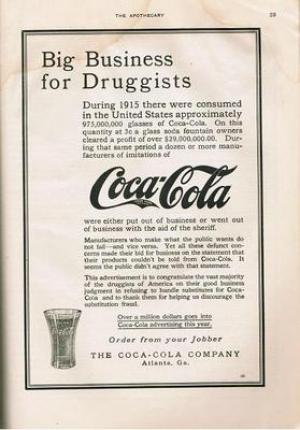 THE APOTHECARY 29
Big Business
for Druggists
During 1915 there were consumed
in the United States approximately
975,000,000 glasses of Coca-Cola. On this
quantity at 3c a glass soda fountain owners
cleared a profit of over $29,000,000.00. Dur-
ing that same period a dozen or more manu-
facturers of imitations of
Coca-Cola
were either put out of business or went out
of business with the aid of the sheriff.
Manufacturers who make what the public wants do
not fail—and vice versa. Yet all these defunct con-
cerns made their bid for business on the statement that
their products couldn't be told from Coca-Cola. It
seems the public didn't agree with that statement.
This advertisement is to congratulate the vast majority
of the druggists of America on their good business
judgment in refusing to handle substitutes for Coca-
Cola and to thank them for helping us discourage the
substitution fraud.
Over a million dollars goes into
Coca-Cola advertising this year.
Order from your Jobber
THE COCA-COLA COMPANY
Atlanta, Ga.